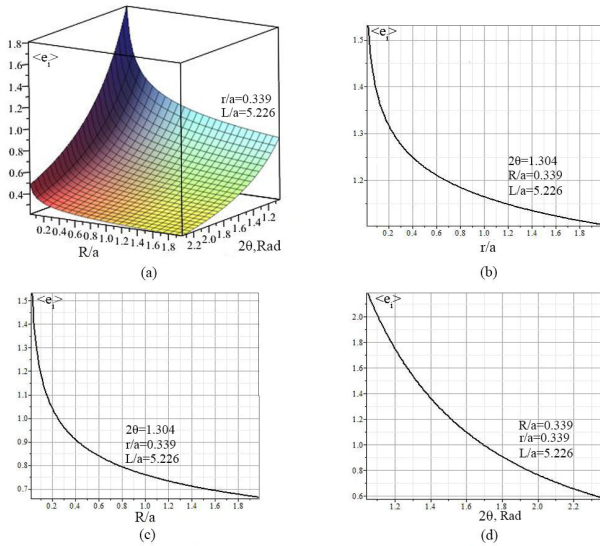 1.8
1.6
1.4
1.2
1.0
0.8
0.6
0.4
<e_i>
r/a=0.339
L/a=5.226
0.2 0.4 0.6 0.8 1.0 1.2 1.4 1.6 1.8
R/a
2.2 2.0 1.8 1.6 1.4 1.2
2θ,Rad
(a)
<e_i>
1.5
1.4
1.3
1.2
2θ=1.304
R/a=0.339
L/a=5.226
0.2 0.4 0.6 0.8 1.0 1.2 1.4 1.6 1.8
r/a
(b)
<e_i>
1.5
1.4
1.3
1.2
1.1
1.0
0.9
0.8
0.7
2θ=1.304
r/a=0.339
L/a=5.226
0.2 0.4 0.6 0.8 1.0 1.2 1.4 1.6 1.8
R/a
(c)
<e_i>
2.0
1.8
1.6
1.4
1.2
1.0
0.8
0.6
R/a=0.339
r/a=0.339
L/a=5.226
1.2 1.4 1.6 1.8 2.0 2.2
2θ, Rad
(d)